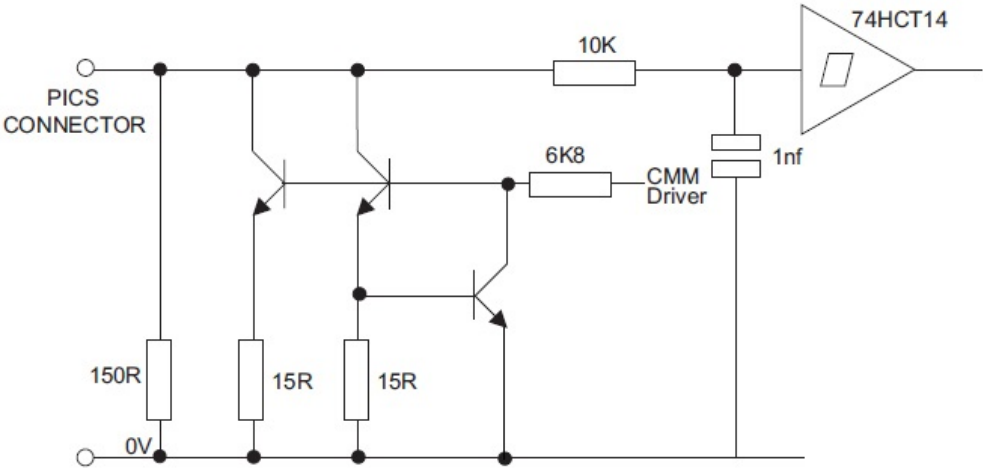 74HCT14
10K
PICS
CONNECTOR
6K8
1nf
CMM
Driver
150R
15R
15R
0V